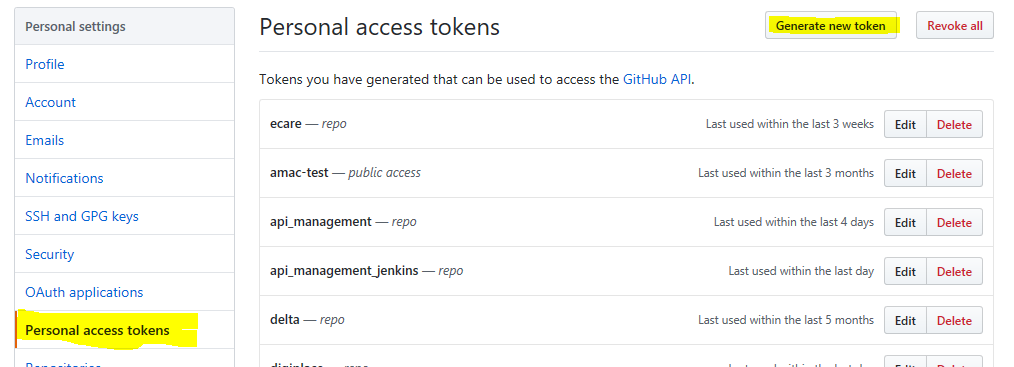 Personal settings
Profile
Account
Emails
Notifications
SSH and GPG keys
Security
OAuth applications
Personal access tokens
Repositories
Personal access tokens
Generate new token
Revoke all
Tokens you have generated that can be used to access the GitHub API.
ecare — repo Last used within the last 3 weeks Edit Delete
amac-test — public access Last used within the last 3 months Edit Delete
api_management — repo Last used within the last 4 days Edit Delete
api_management_jenkins — repo Last used within the last day Edit Delete
delta — repo Last used within the last 5 months Edit Delete